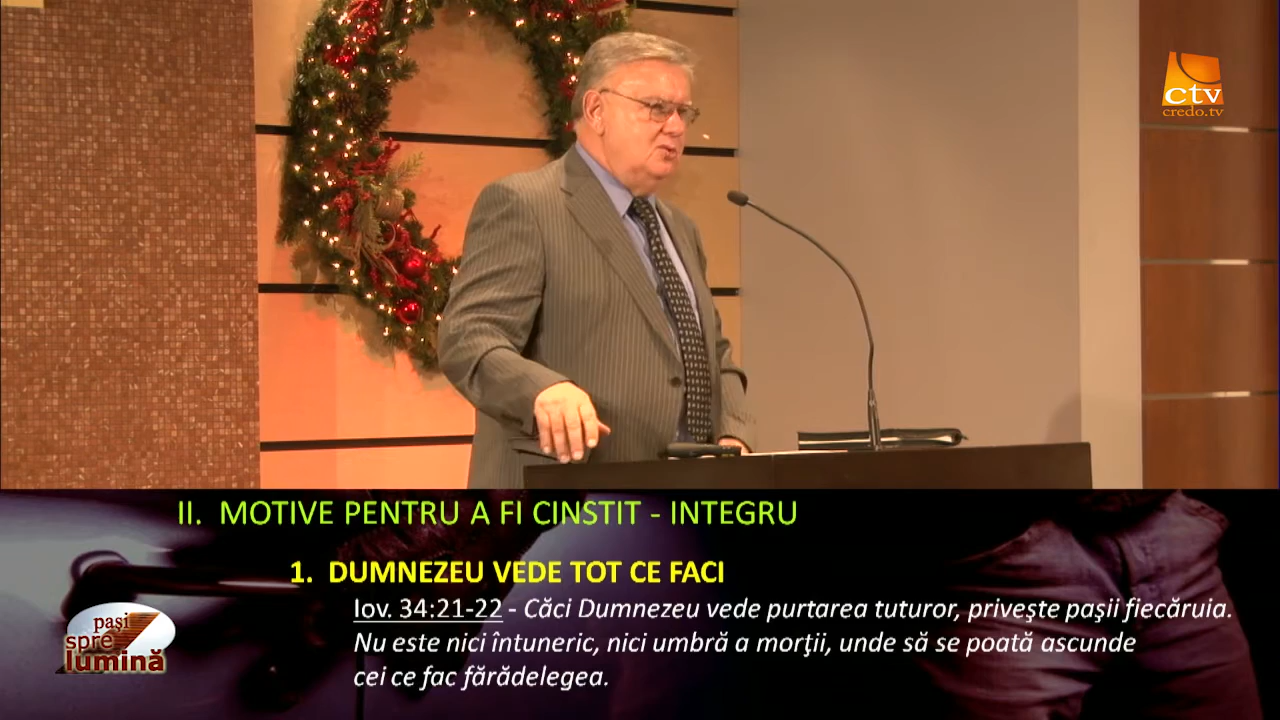 ctv
credo.tv
II. MOTIVE PENTRU A FI CINSTIT - INTEGRU
1. DUMNEZEU VEDE TOT CE FACI
Iov. 34:21-22 - Căci Dumnezeu vede purtarea tuturor, priveşte paşii fiecăruia.
Nu este nici întuneric, nici umbră a morţii, unde să se poată ascunde
cei ce fac fărădelegea.
paşi
spre
lumină